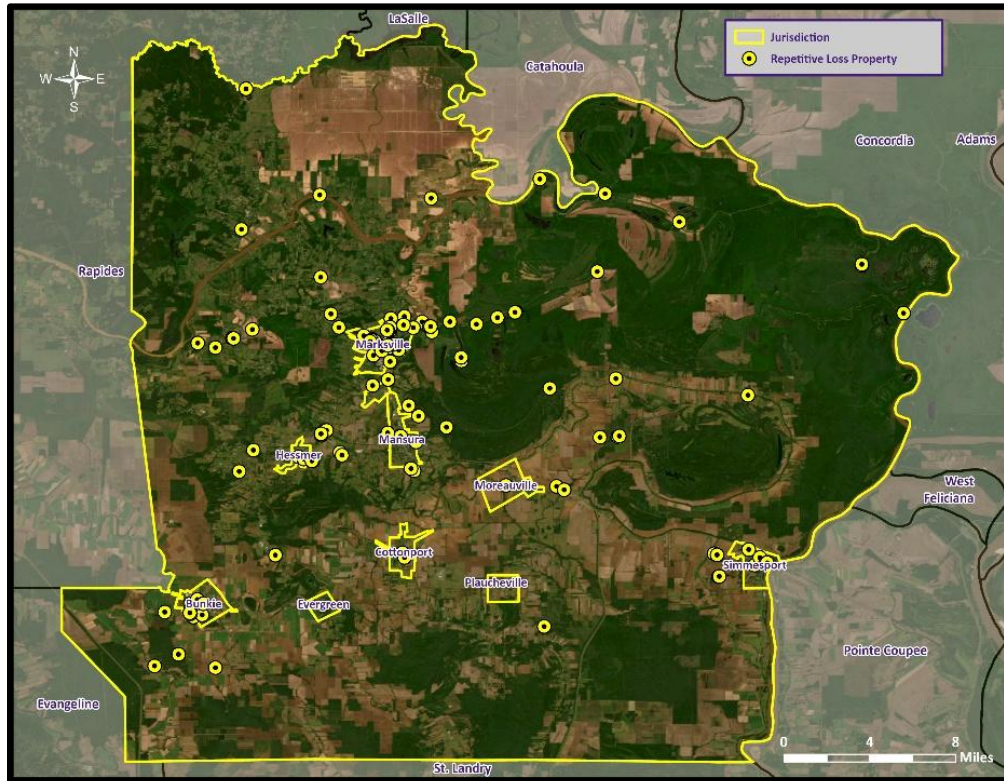 LaSalle
Jurisdiction
Repetitive Loss Property
N
W E
S
Catahoula
Concordia
Adams
Rapides
Marksville
Mansura
Hessmer
Moreauville
West
Feliciana
Cottonport
Simmesport
Plaucheville
Bunkie
Evergreen
Pointe Coupee
Evangeline
0 4 8
Miles
St. Landry